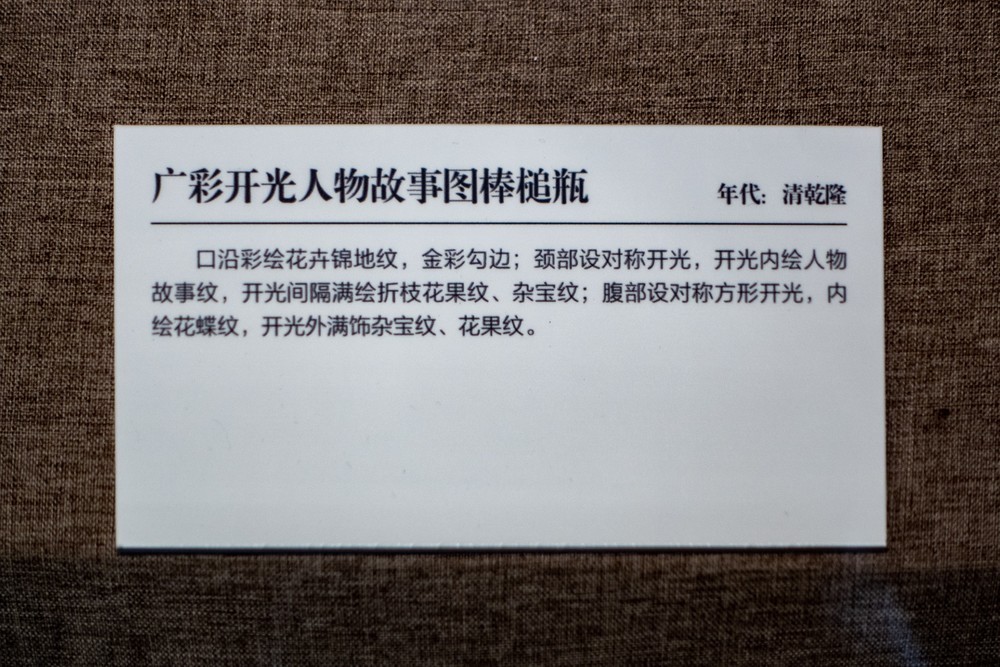 广彩开光人物故事图棒槌瓶 年代：清乾隆
口沿彩绘花卉锦地纹，金彩勾边；颈部设对称开光，开光内绘人物
故事纹，开光间隔满绘折枝花果纹、杂宝纹；腹部设对称方形开光，内
绘花蝶纹，开光外满饰杂宝纹、花果纹。